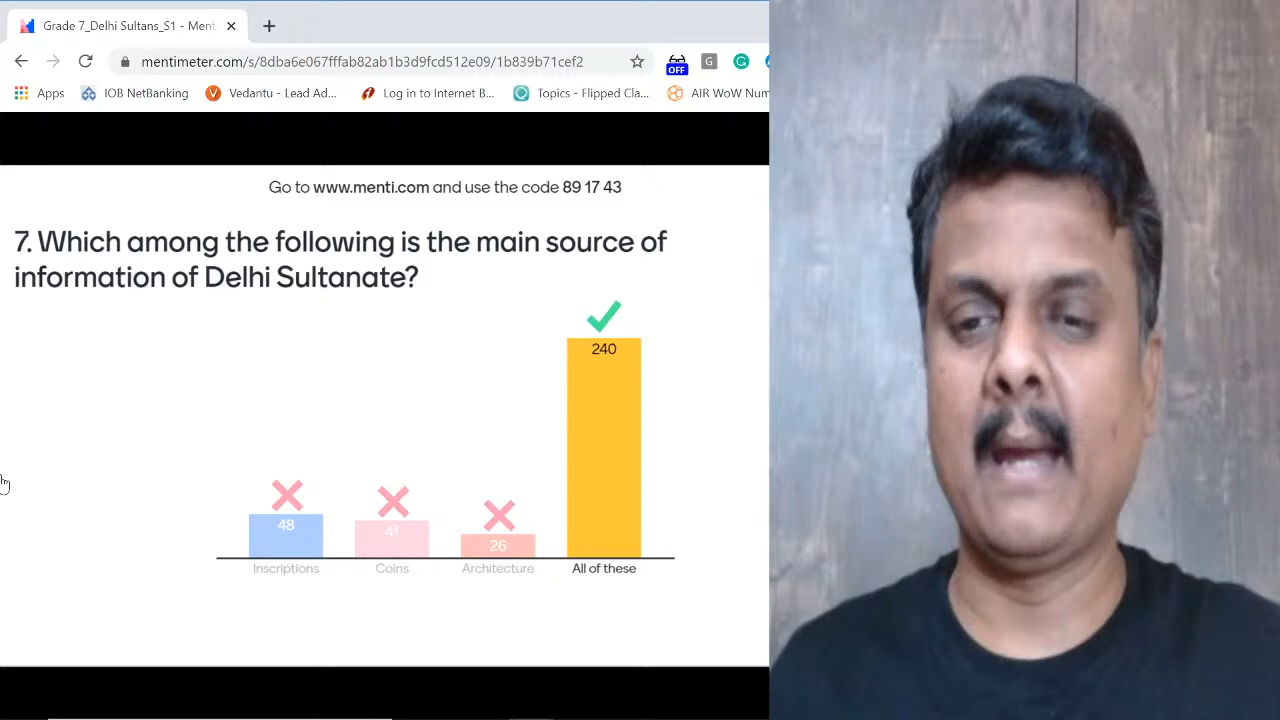 Grade 7_Delhi Sultans_S1 - Ment
mentimeter.com/s/8dba6e067fffab82ab1b3d9fcd512e09/1b839b71cef2
OFF
G
Apps
IOB NetBanking
Vedantu - Lead Ad...
Log in to Internet B...
Topics - Flipped Cla...
AIR WoW Num
Go to www.menti.com and use the code 89 17 43
7. Which among the following is the main source of
information of Delhi Sultanate?
240
48
41
26
Inscriptions
Coins
Architecture
All of these